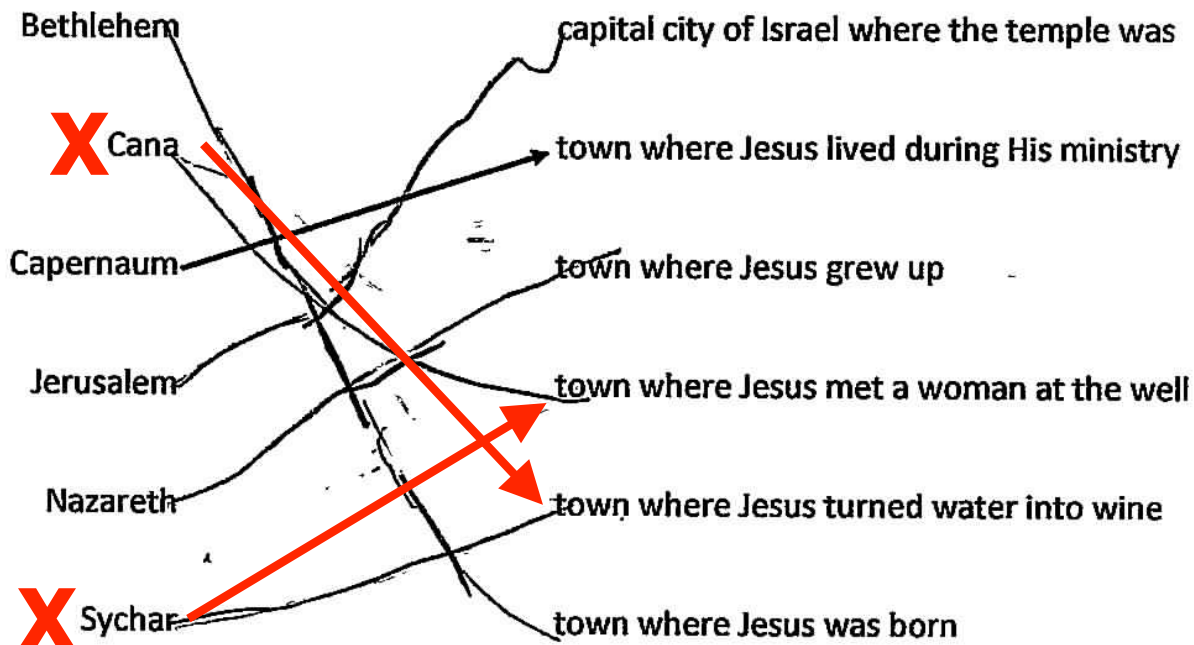 Bethlehem capital city of Israel where the temple was
X Cana town where Jesus lived during His ministry
Capernaum town where Jesus grew up
Jerusalem town where Jesus met a woman at the well
Nazareth town where Jesus turned water into wine
X Sychar town where Jesus was born